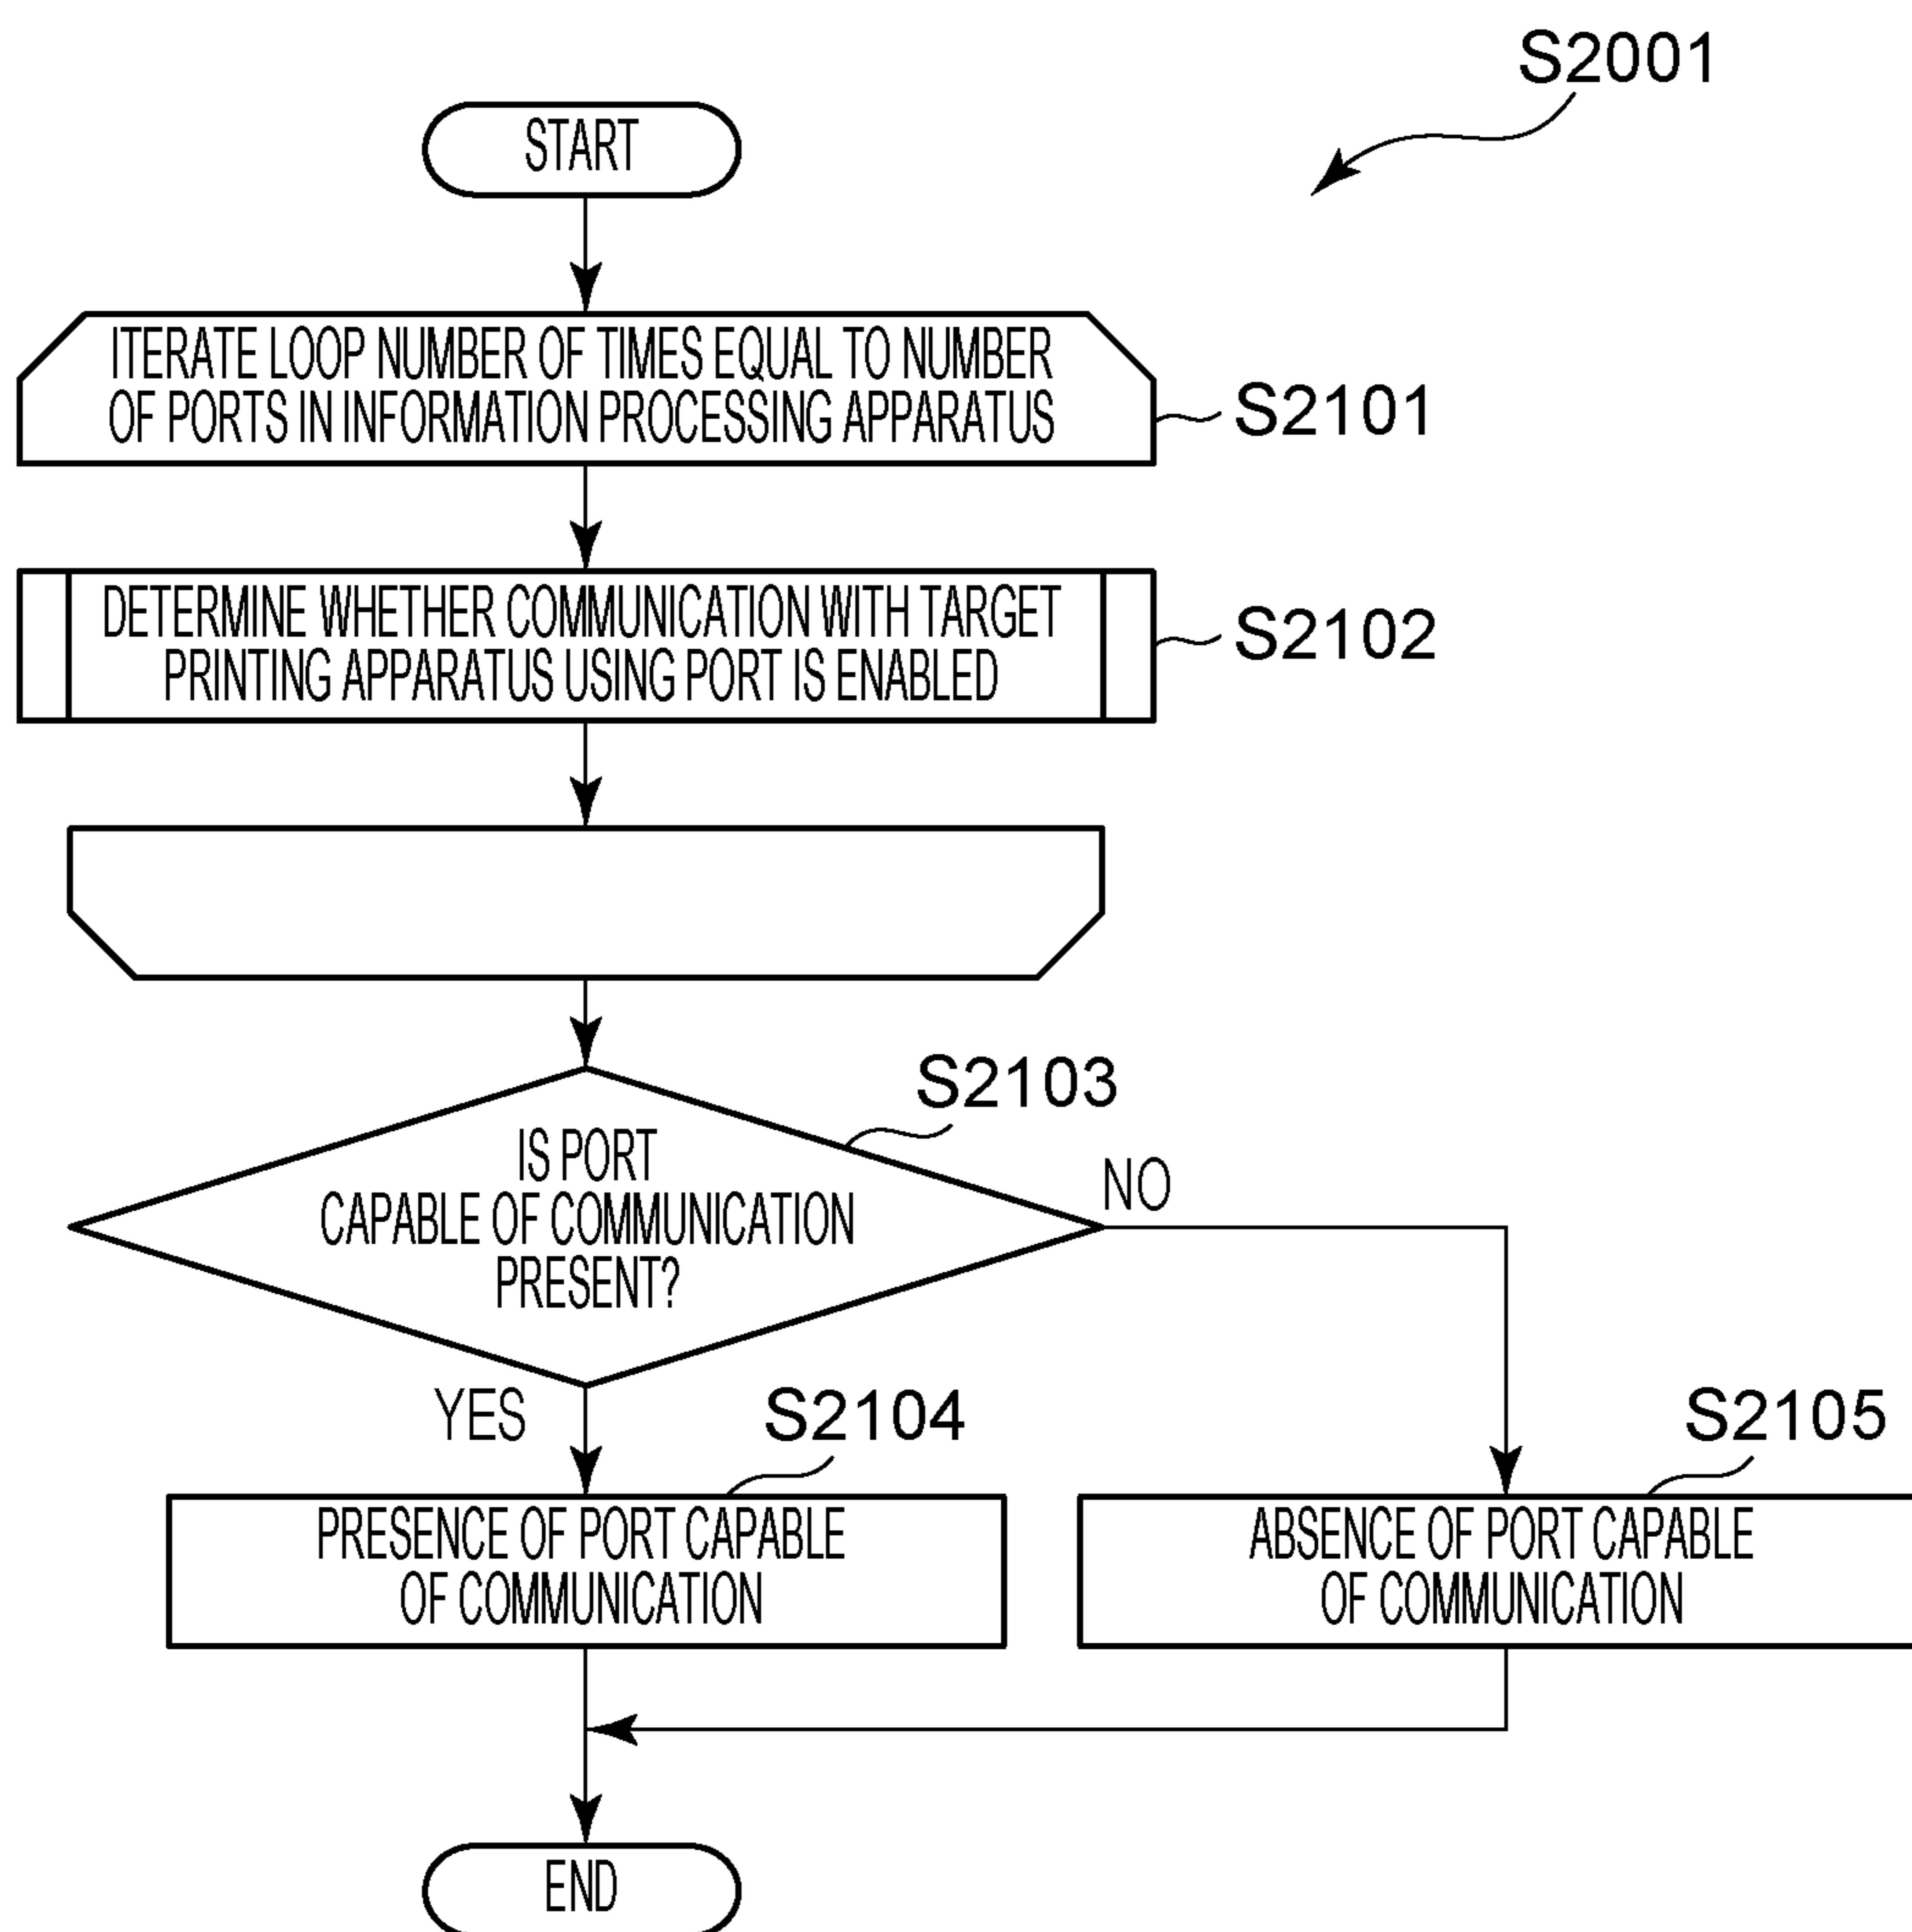 S2001
START
ITERATE LOOP NUMBER OF TIMES EQUAL TO NUMBER
OF PORTS IN INFORMATION PROCESSING APPARATUS
S2101
DETERMINE WHETHER COMMUNICATION WITH TARGET
PRINTING APPARATUS USING PORT IS ENABLED
S2102
S2103
IS PORT
CAPABLE OF COMMUNICATION
PRESENT?
NO
YES
S2104
S2105
PRESENCE OF PORT CAPABLE
OF COMMUNICATION
ABSENCE OF PORT CAPABLE
OF COMMUNICATION
END